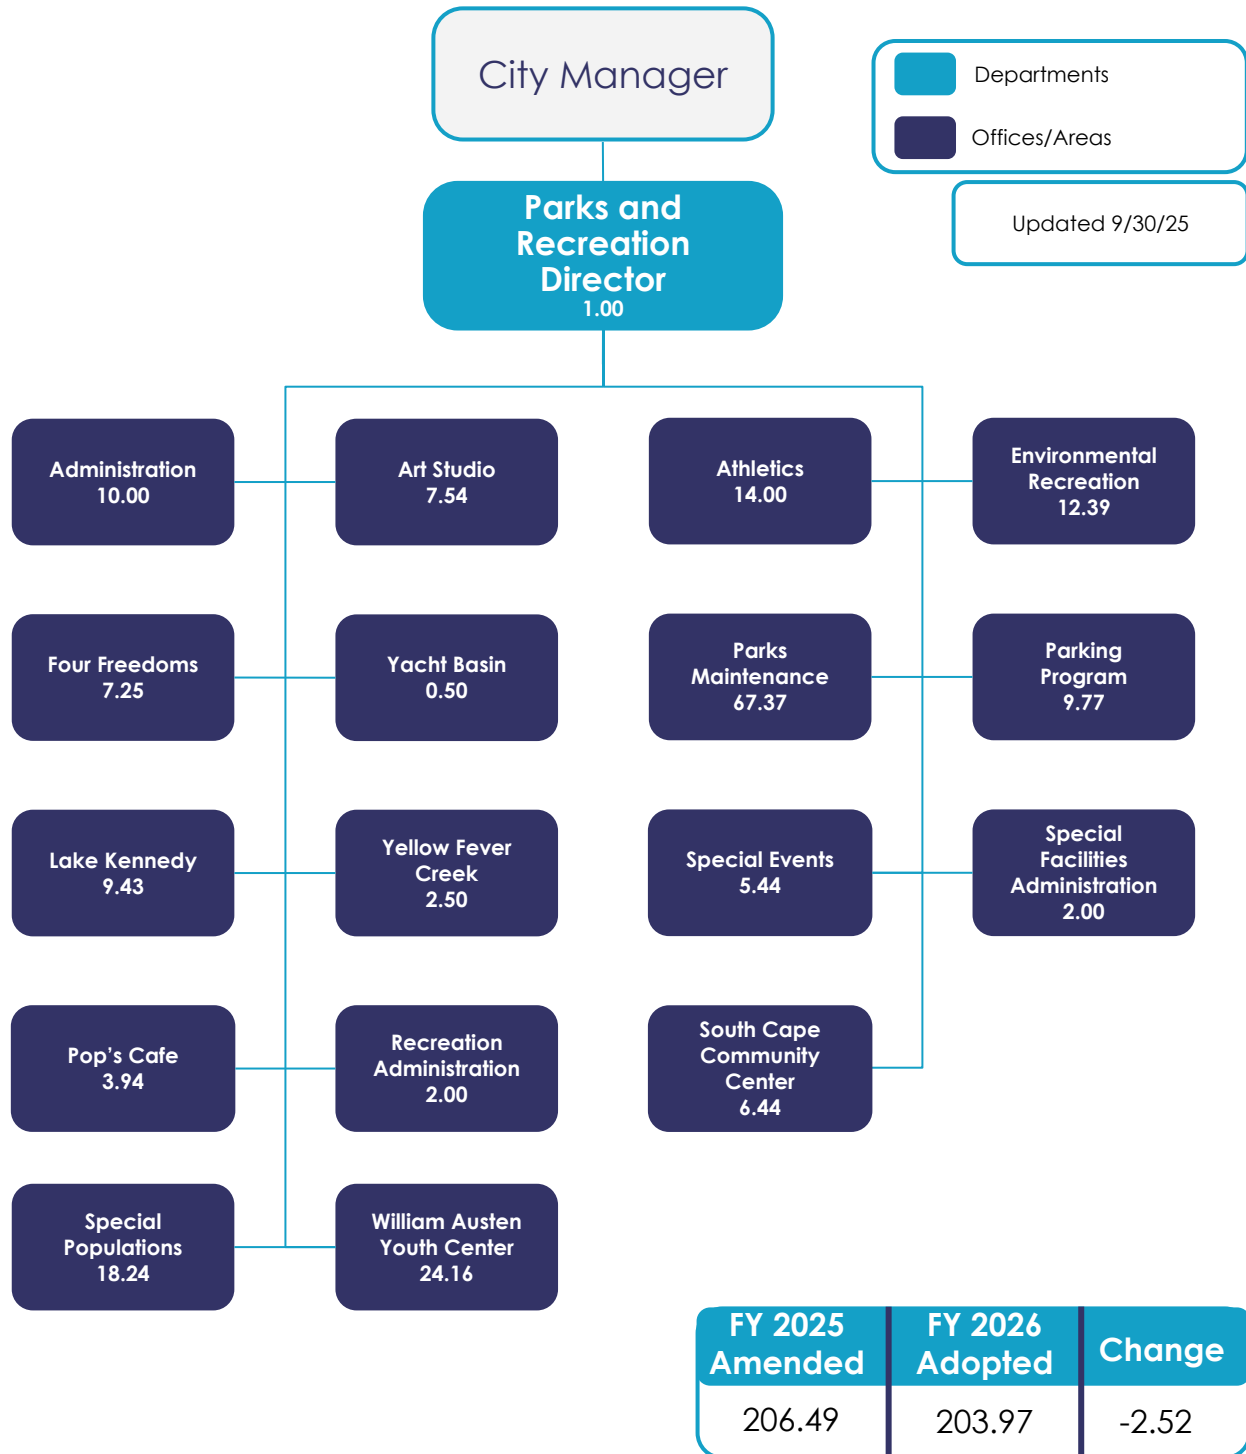 City Manager
Departments
Offices/Areas
Updated 9/30/25
Parks and
Recreation
Director
1.00
Administration
10.00
Art Studio
7.54
Athletics
14.00
Environmental
Recreation
12.39
Four Freedoms
7.25
Yacht Basin
0.50
Parks
Maintenance
67.37
Parking
Program
9.77
Lake Kennedy
9.43
Yellow Fever
Creek
2.50
Special Events
5.44
Special
Facilities
Administration
2.00
Pop's Cafe
3.94
Recreation
Administration
2.00
South Cape
Community
Center
6.44
Special
Populations
18.24
William Austen
Youth Center
24.16
FY 2025
Amended
FY 2026
Adopted
Change
206.49
203.97
-2.52